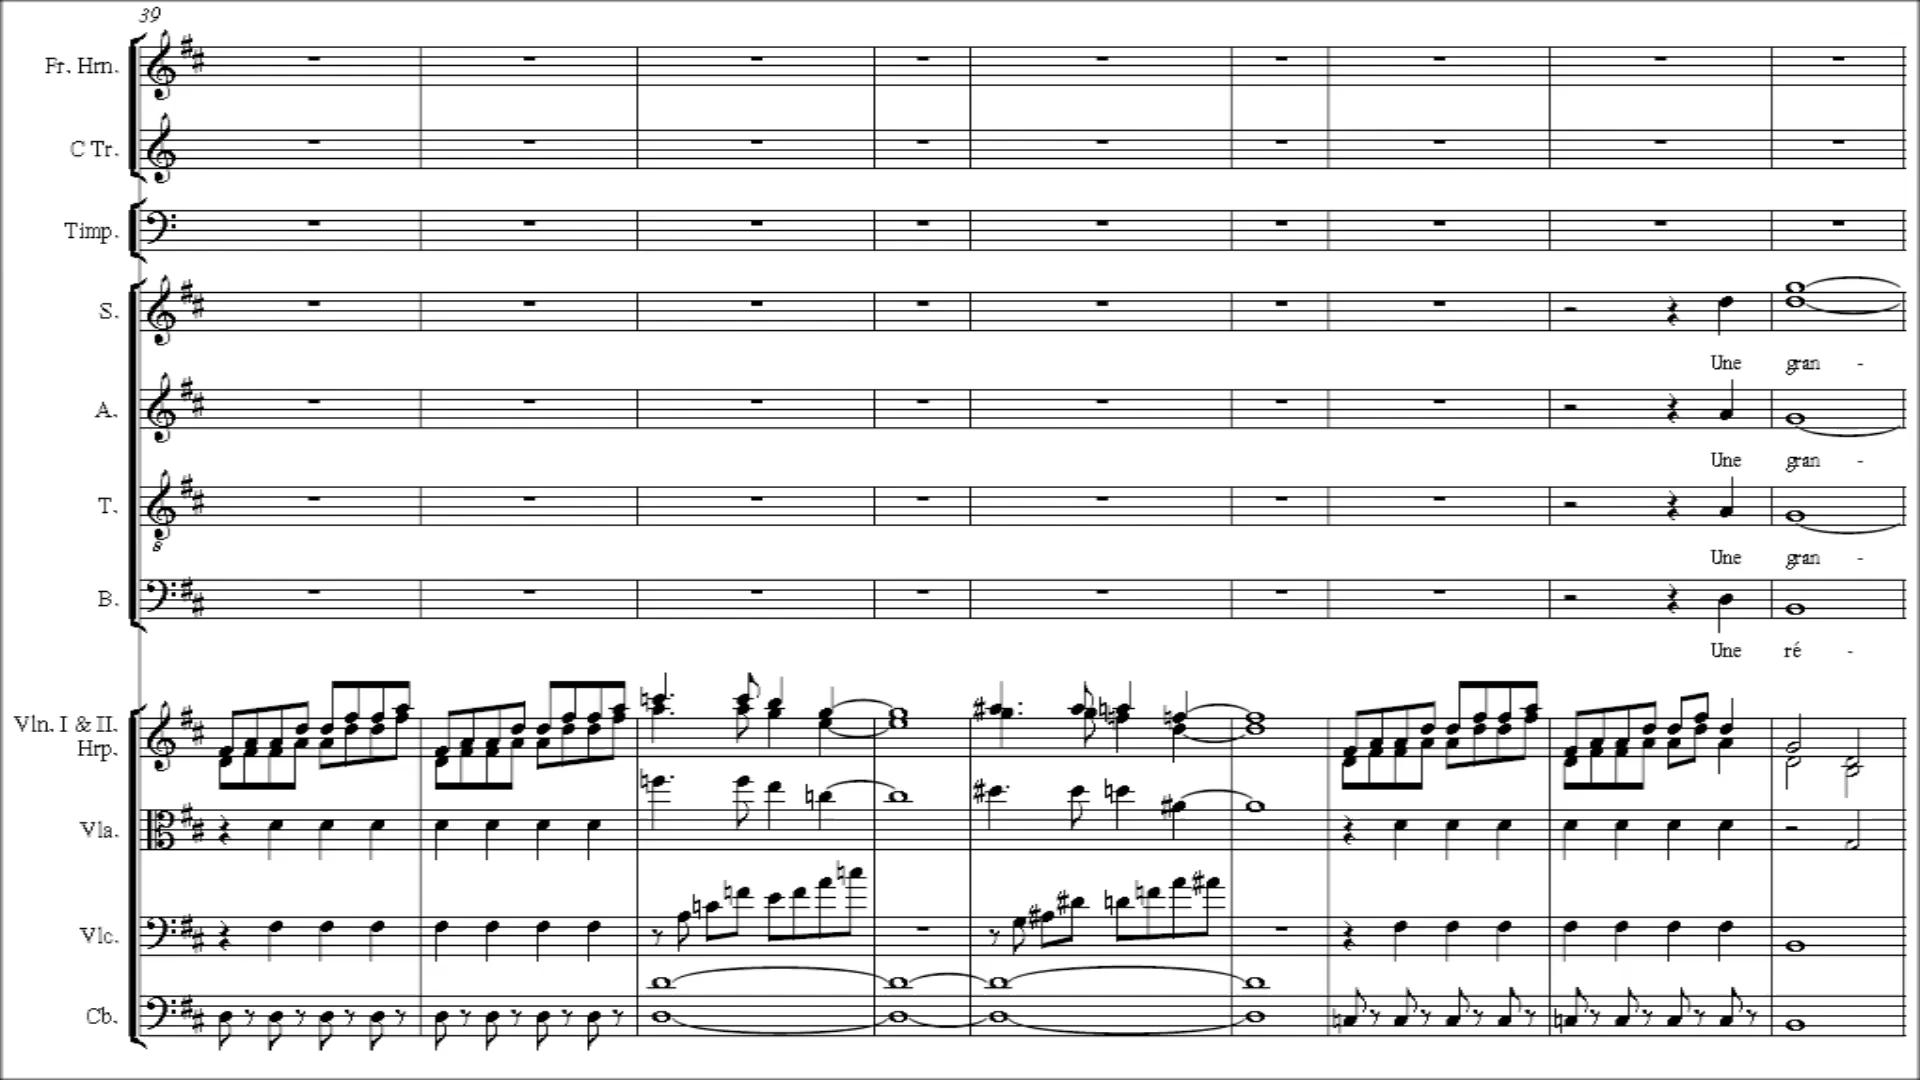 39
Fr. Hrn.
C Tr.
Timp.
S.
Une gran -
A.
Une gran -
T.
8
Une gran -
B.
Une ré -
Vln. I & II.
Hrp.
Vla.
Vlc.
Cb.